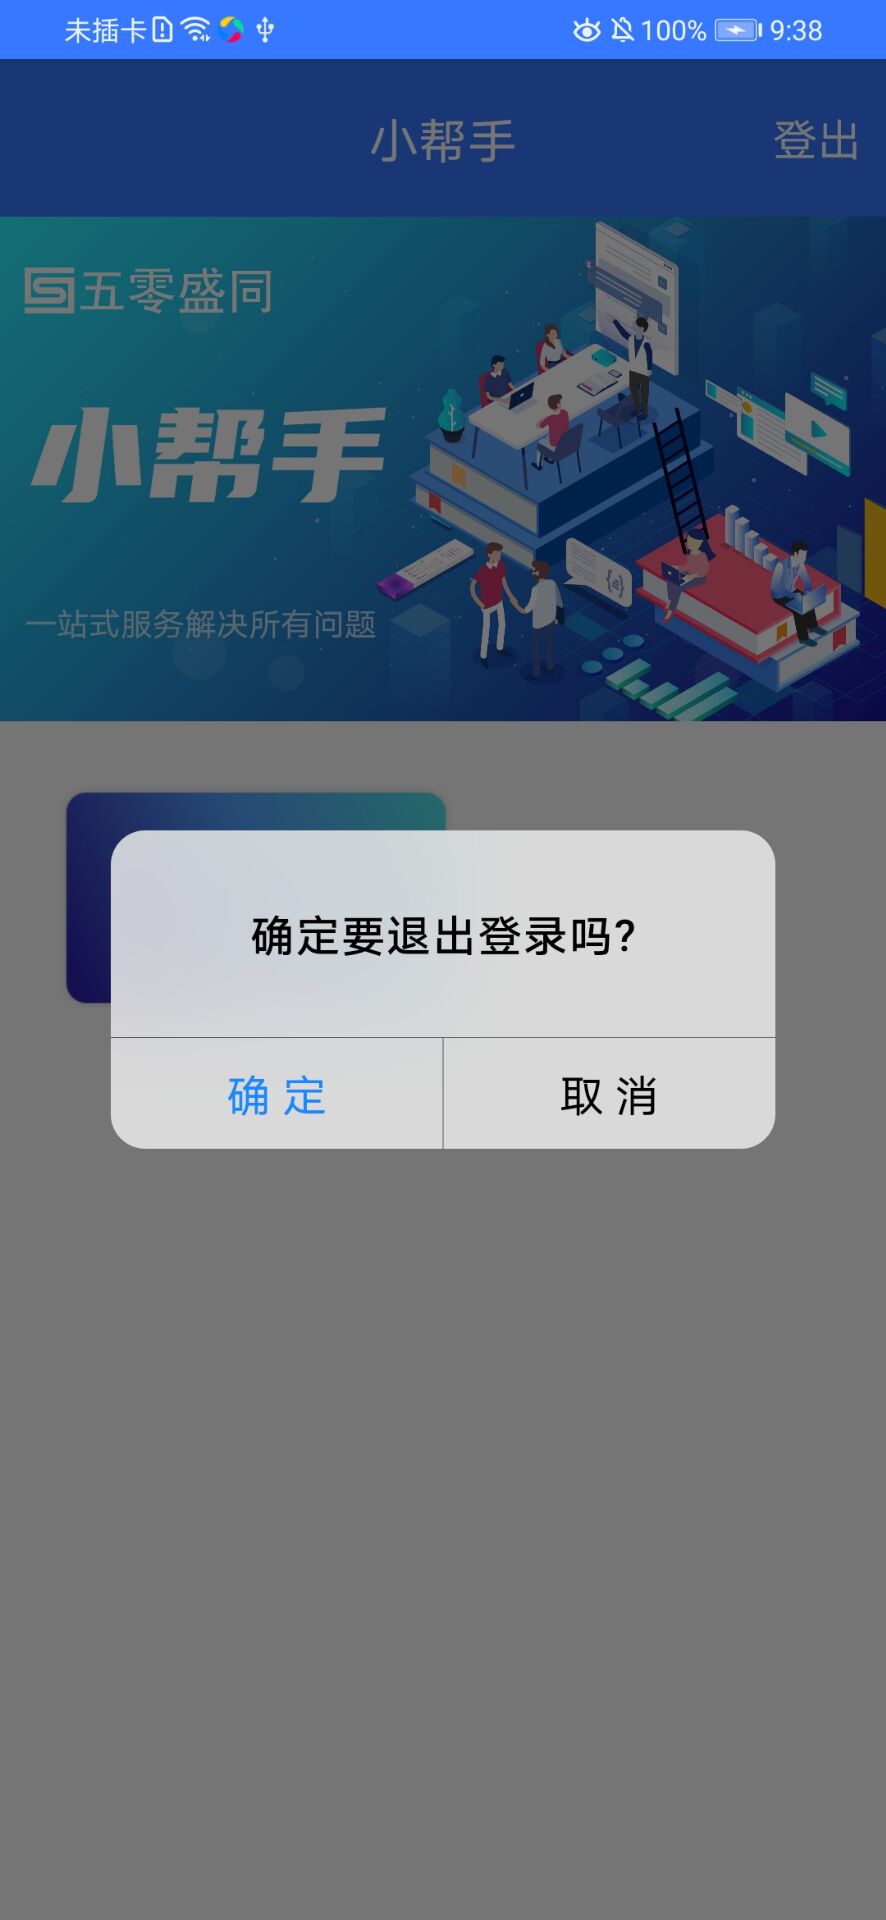 未插卡 100% 9:38
小帮手 登出
五零盛同
小帮手
一站式服务解决所有问题
确定要退出登录吗?
确 定 取 消